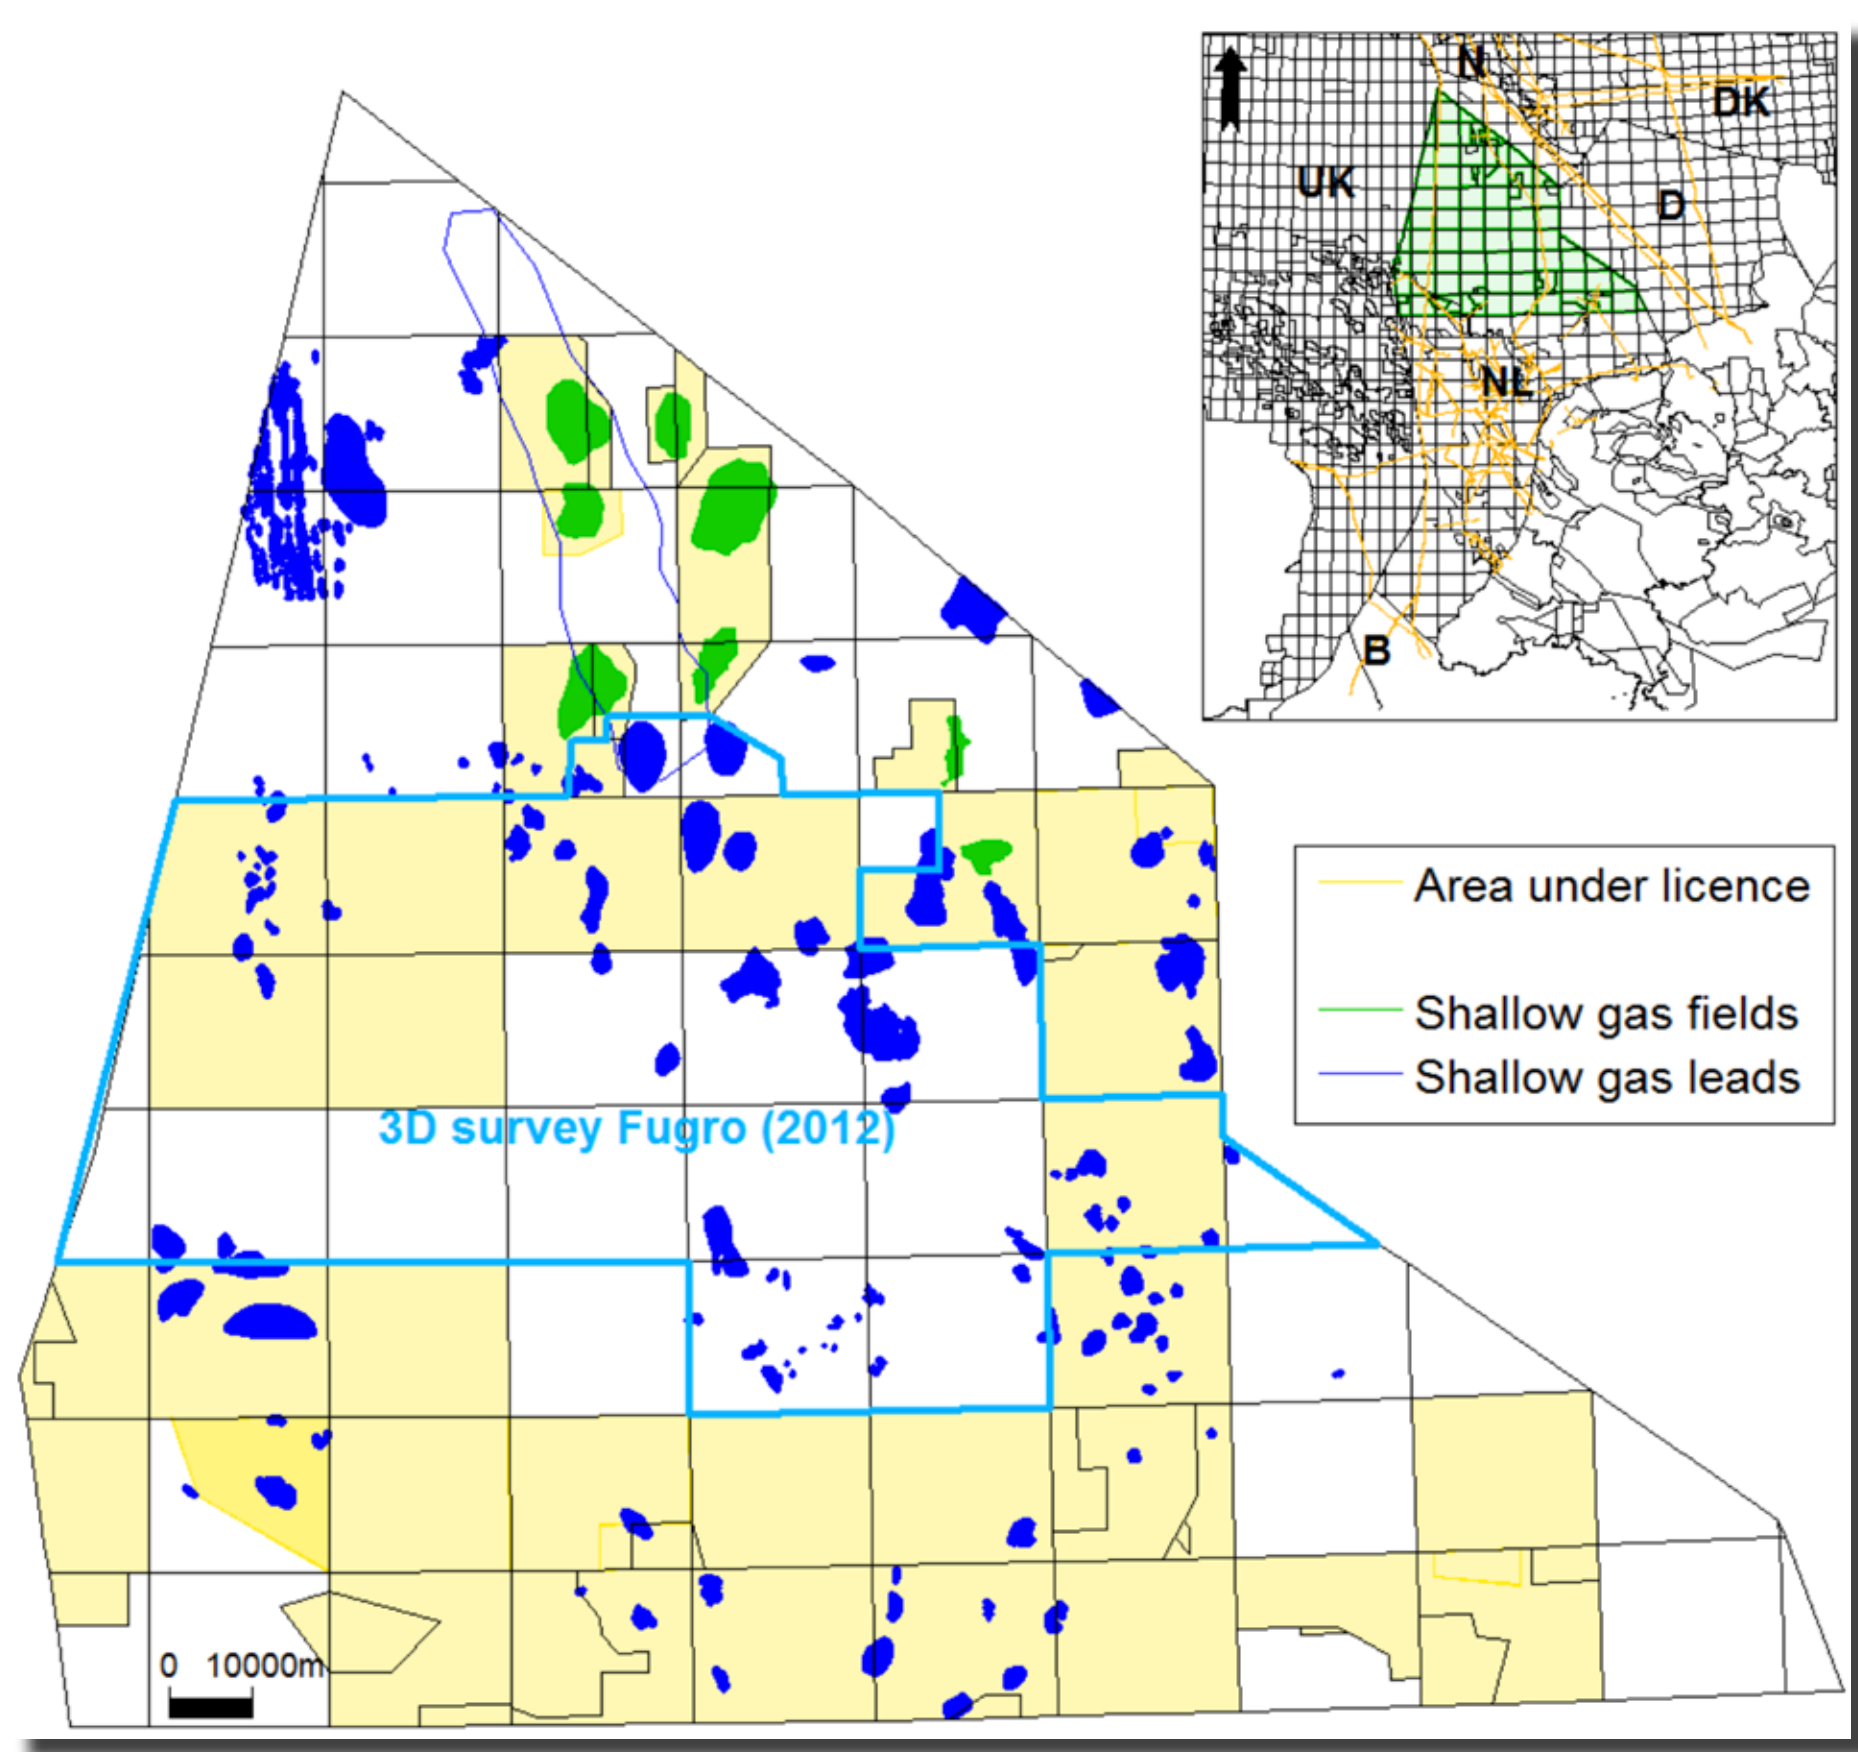 N
DK
UK
D
NL
B
Area under licence
Shallow gas fields
Shallow gas leads
3D survey Fugro (2012)
0 10000m